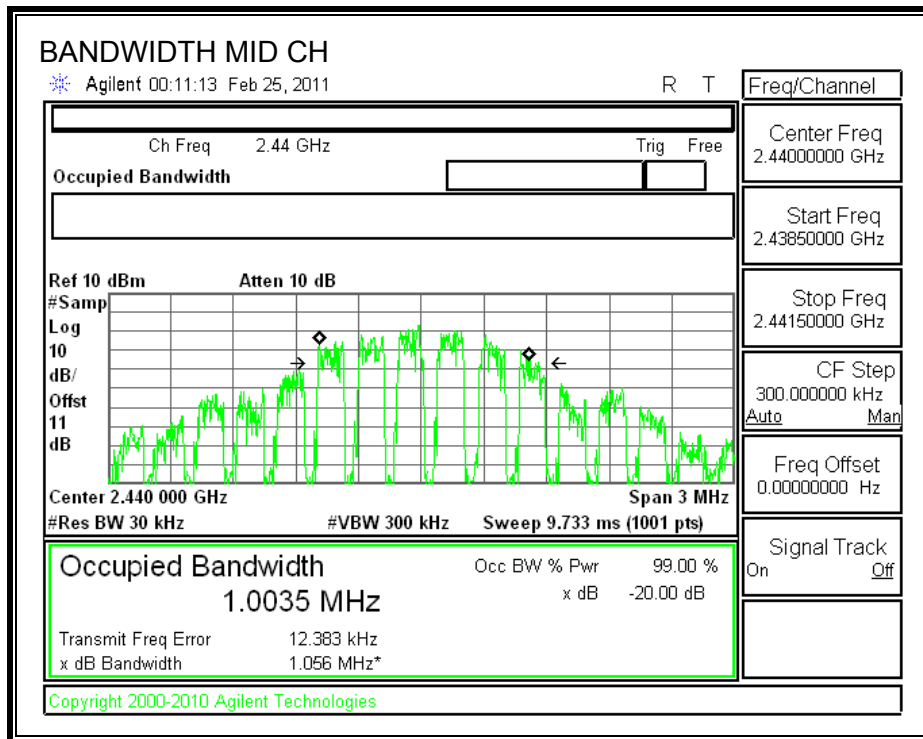 BANDWIDTH MID CH
Agilent 00:11:13 Feb 25, 2011 R T
Freq/Channel
Ch Freq 2.44 GHz Trig Free
Occupied Bandwidth
Center Freq
2.44000000 GHz
Start Freq
2.43850000 GHz
Stop Freq
2.44150000 GHz
CF Step
300.000000 kHz
Auto Man
Freq Offset
0.00000000 Hz
Signal Track
On Off
Ref 10 dBm Atten 10 dB
#Samp
Log
10
dB/
Offst
11
dB
Center 2.440 000 GHz Span 3 MHz
#Res BW 30 kHz #VBW 300 kHz Sweep 9.733 ms (1001 pts)
Occupied Bandwidth
1.0035 MHz
Occ BW % Pwr 99.00 %
x dB -20.00 dB
Transmit Freq Error 12.383 kHz
x dB Bandwidth 1.056 MHz*
Copyright 2000-2010 Agilent Technologies